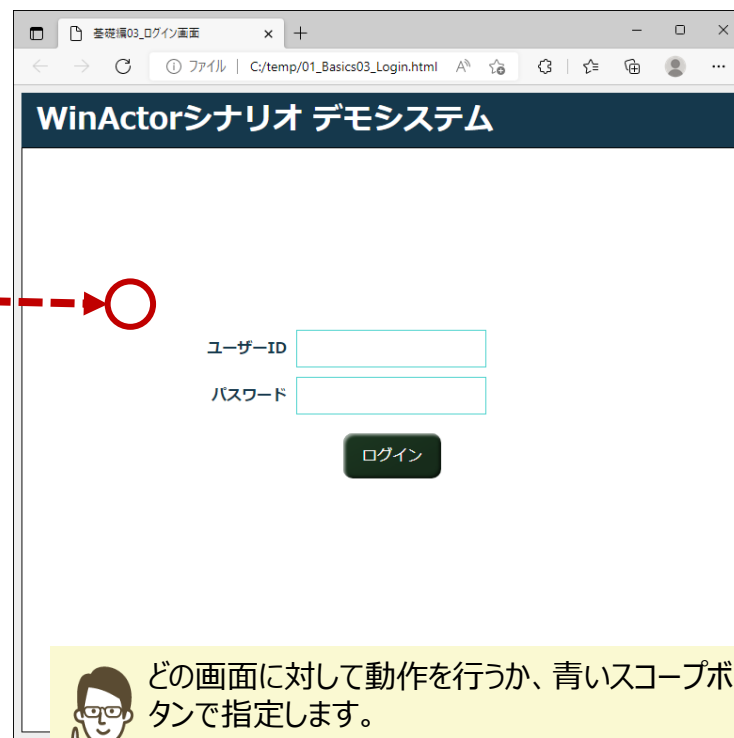 基礎編03_ログイン画面
ファイル
C:/temp/01_Basics03_Login.html
WinActorシナリオ デモシステム
ユーザーID
パスワード
ログイン
どの画面に対して動作を行うか、青いスコープボ
タンで指定します。